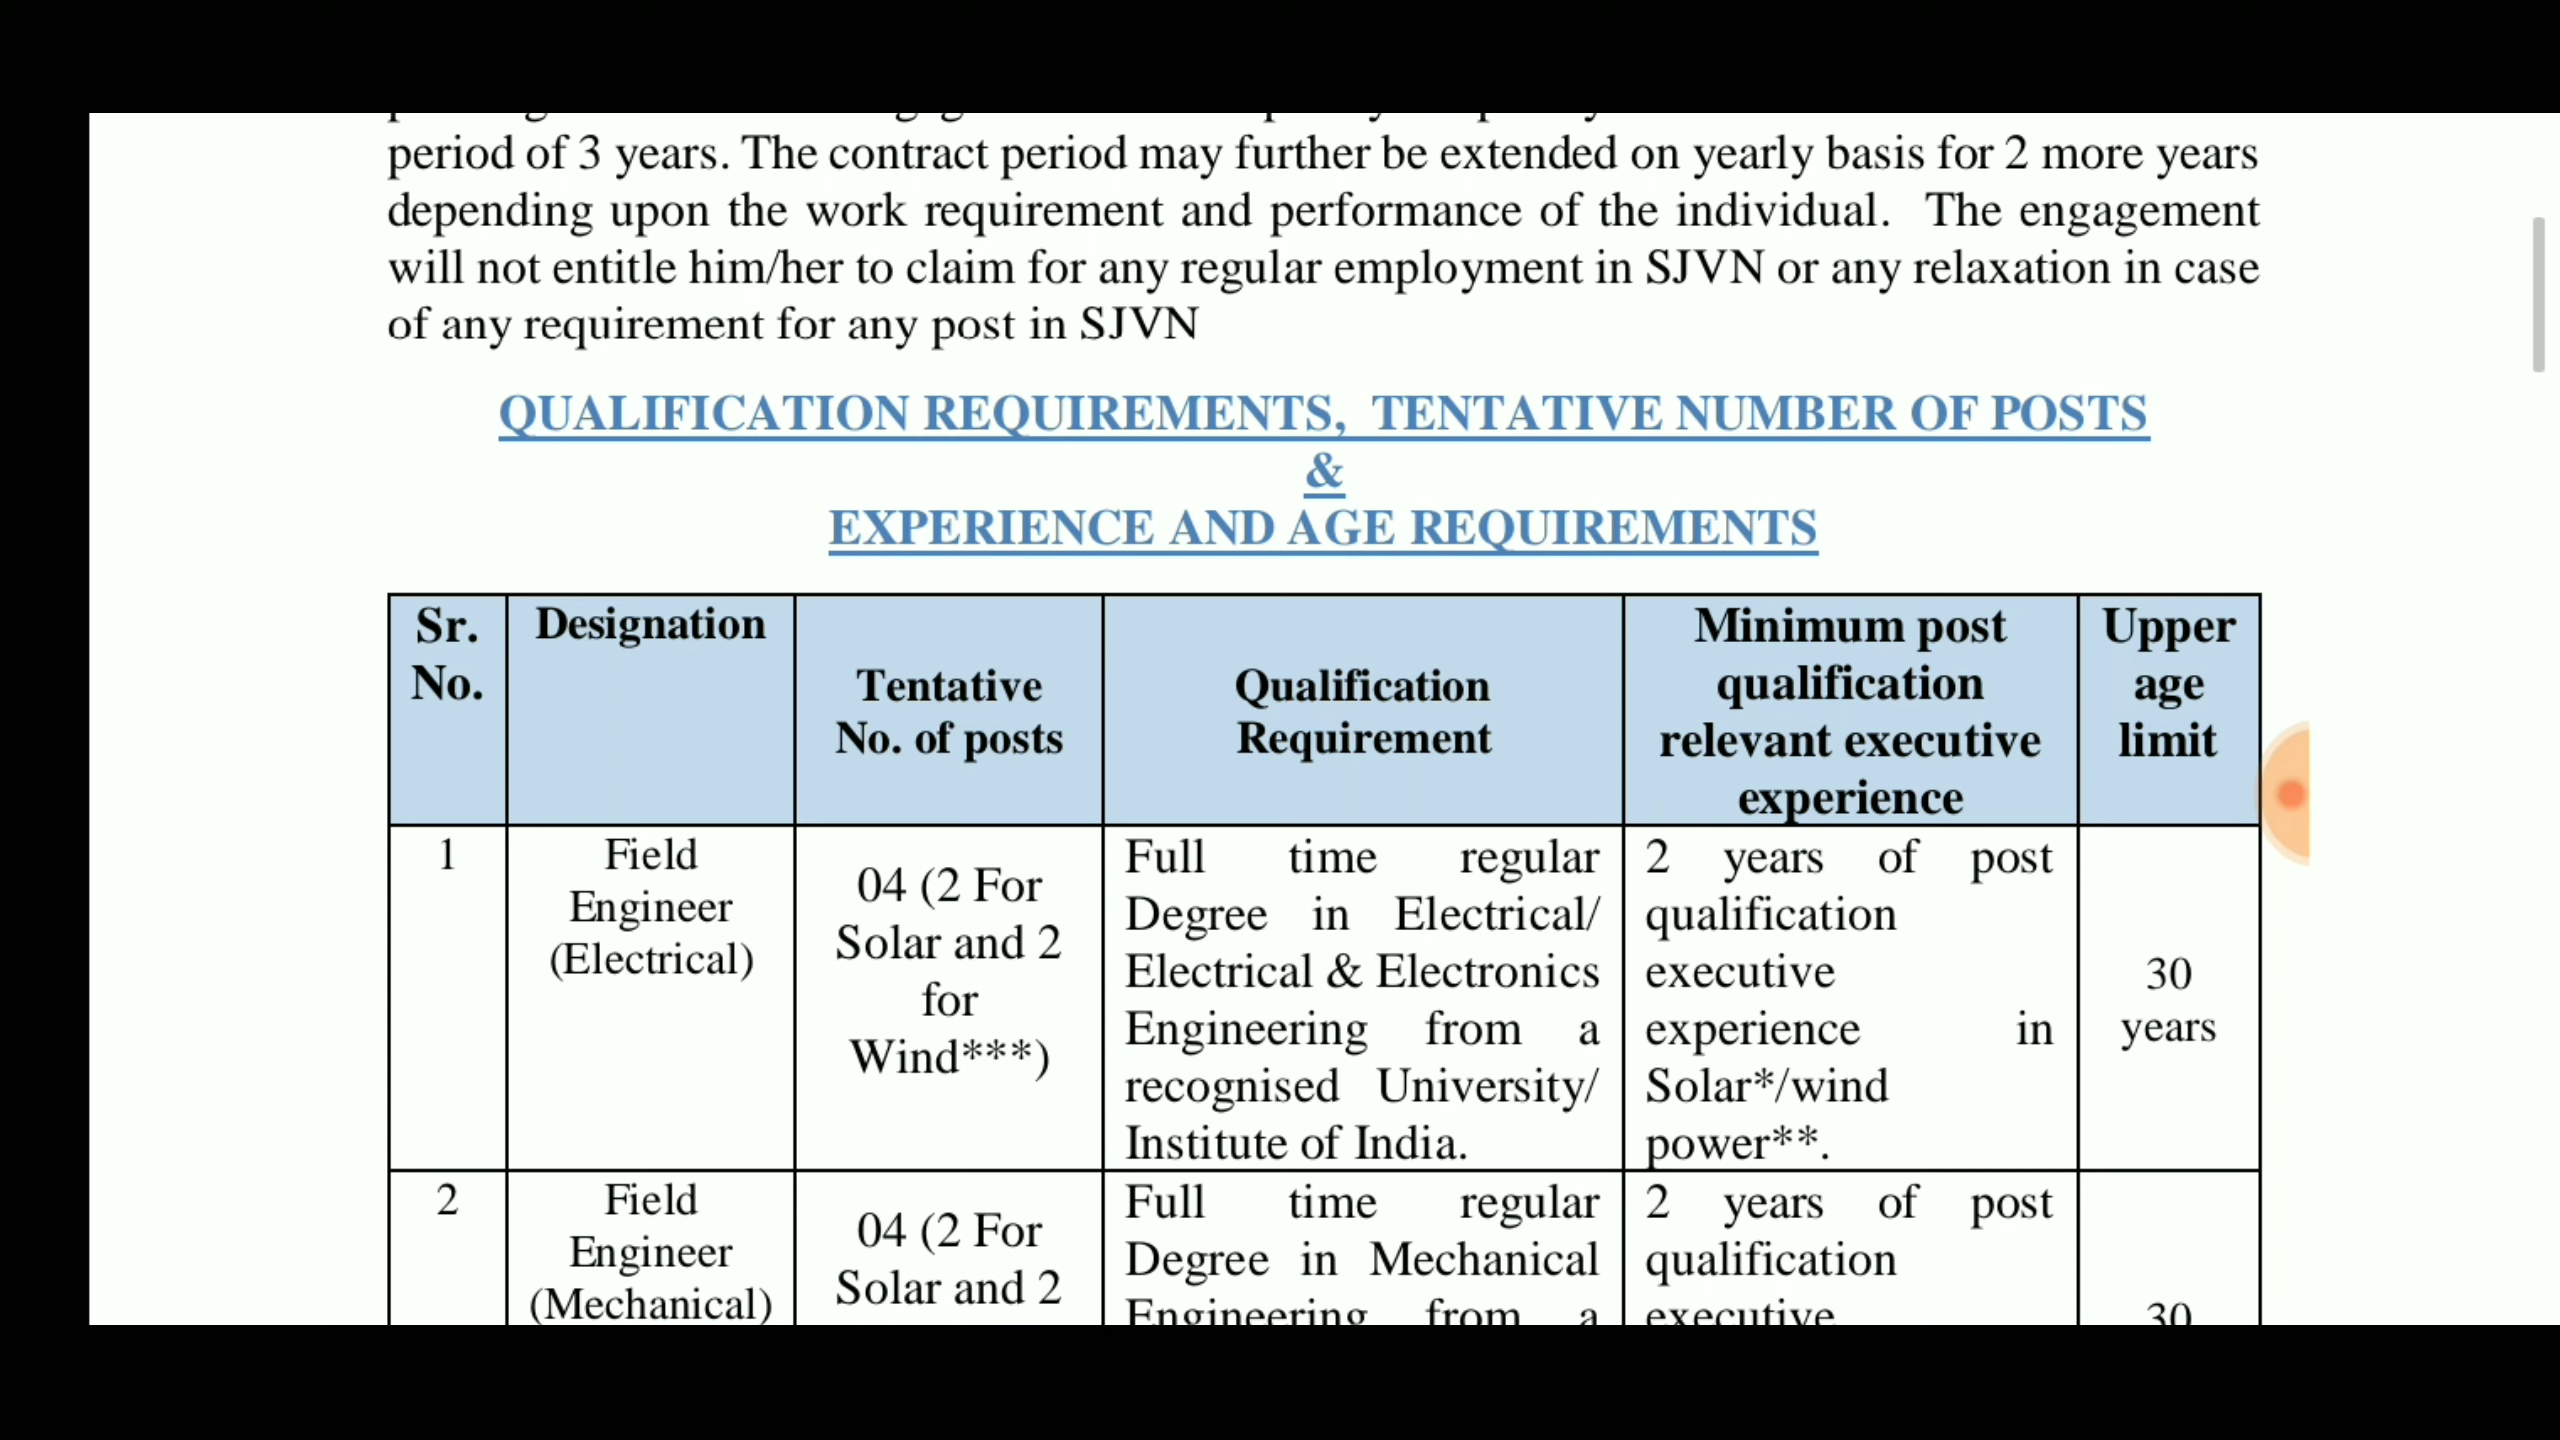 period of 3 years. The contract period may further be extended on yearly basis for 2 more years
depending upon the work requirement and performance of the individual. The engagement
will not entitle him/her to claim for any regular employment in SJVN or any relaxation in case
of any requirement for any post in SJVN
QUALIFICATION REQUIREMENTS, TENTATIVE NUMBER OF POSTS
&
EXPERIENCE AND AGE REQUIREMENTS
Sr.
No.
Designation
Tentative
No. of posts
Qualification
Requirement
Minimum post
qualification
relevant executive
experience
Upper
age
limit
1
Field
Engineer
(Electrical)
04 (2 For
Solar and 2
for
Wind***)
Full time regular
Degree in Electrical/
Electrical & Electronics
Engineering from a
recognised University/
Institute of India.
2 years of post
qualification
executive
experience in
Solar*/wind
power**.
30
years
2
Field
Engineer
(Mechanical)
04 (2 For
Solar and 2
Full time regular
Degree in Mechanical
Engineering from a
2 years of post
qualification
executive
30